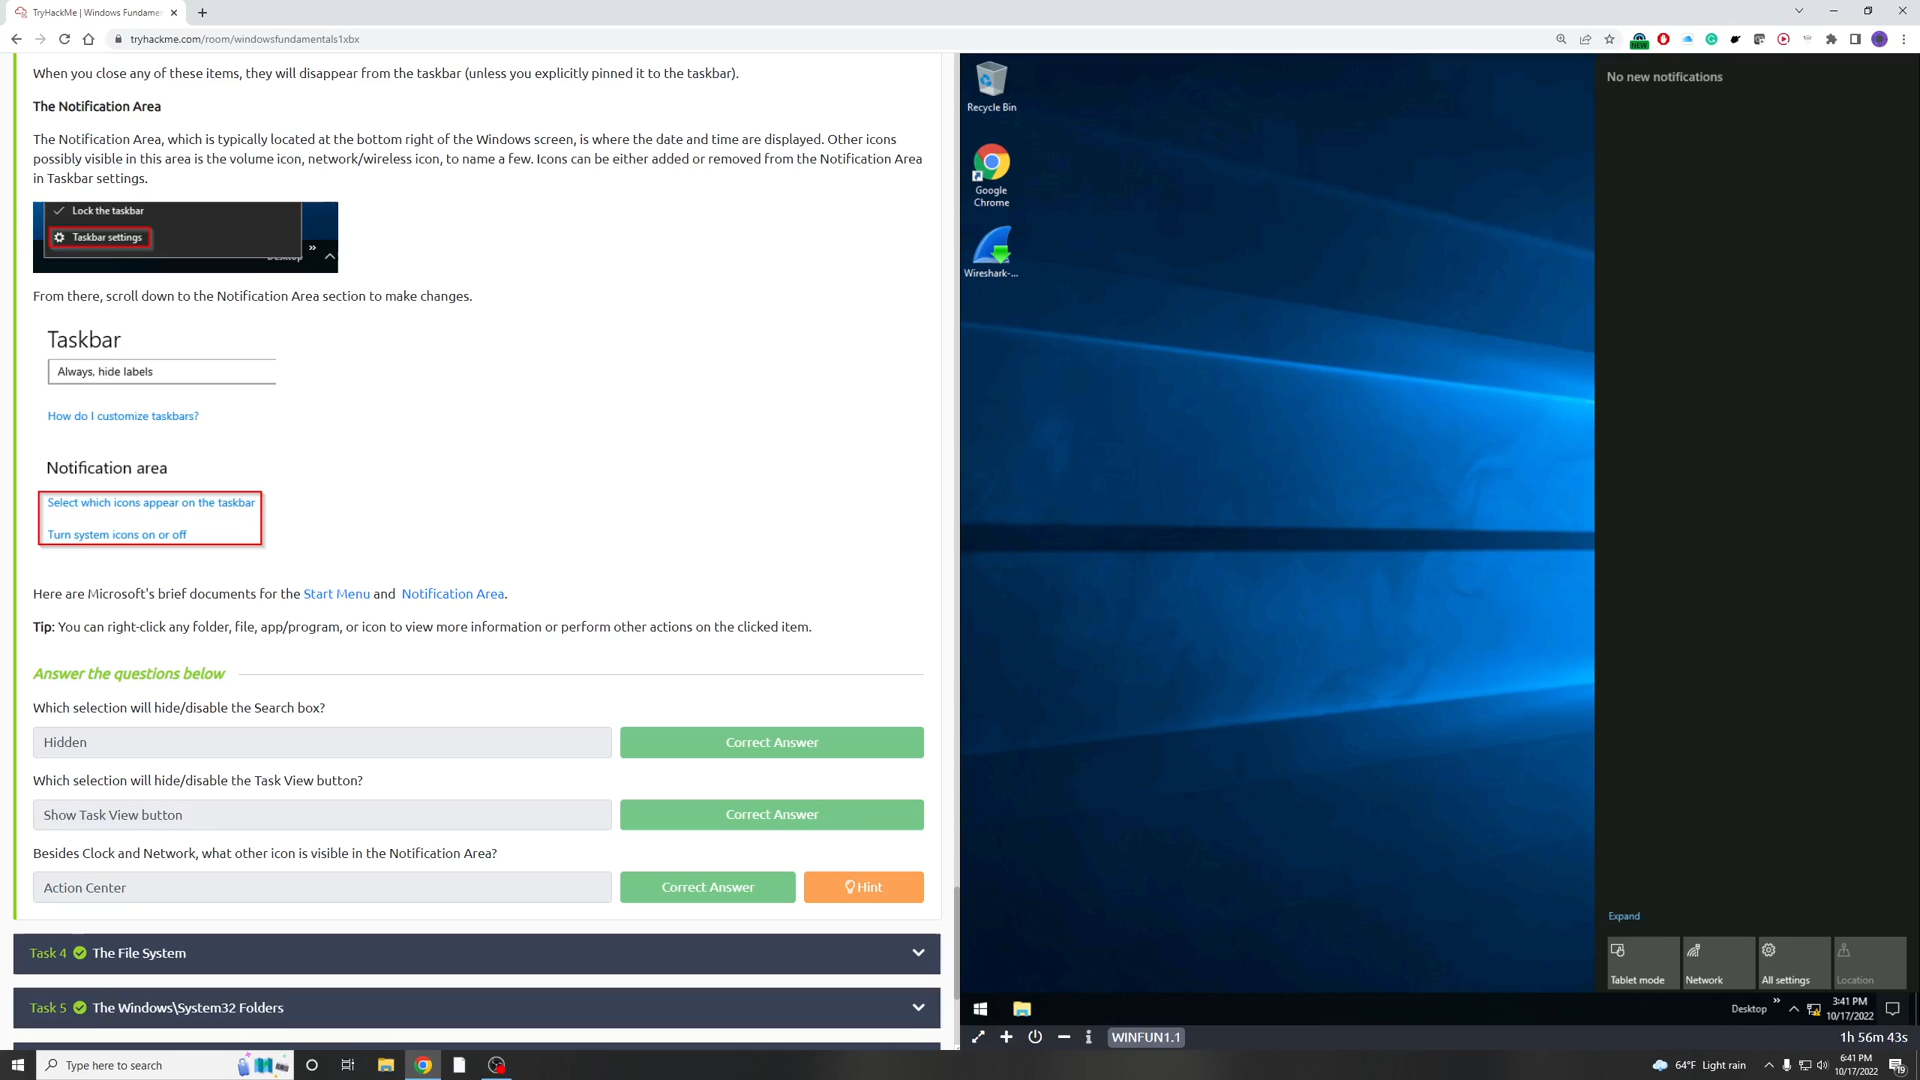 TryHackMe | Windows Fundame
tryhackme.com/room/windowsfundamentals1xbx
NEW
When you close any of these items, they will disappear from the taskbar (unless you explicitly pinned it to the taskbar).
The Notification Area
The Notification Area, which is typically located at the bottom right of the Windows screen, is where the date and time are displayed. Other icons
possibly visible in this area is the volume icon, network/wireless icon, to name a few. Icons can be either added or removed from the Notification Area
in Taskbar settings.
Lock the taskbar
Taskbar settings
Desktop
From there, scroll down to the Notification Area section to make changes.
Taskbar
Always, hide labels
How do I customize taskbars?
Notification area
Select which icons appear on the taskbar
Turn system icons on or off
Here are Microsoft's brief documents for the Start Menu and Notification Area.
Tip: You can right-click any folder, file, app/program, or icon to view more information or perform other actions on the clicked item.
Answer the questions below
Which selection will hide/disable the Search box?
Hidden
Correct Answer
Which selection will hide/disable the Task View button?
Show Task View button
Correct Answer
Besides Clock and Network, what other icon is visible in the Notification Area?
Action Center
Correct Answer
Hint
Task 4 The File System
Task 5 The Windows\System32 Folders
Recycle Bin
Google
Chrome
Wireshark-...
No new notifications
Expand
Tablet mode
Network
All settings
Location
Desktop
3:41 PM
10/17/2022
WINFUN1.1
1h 56m 43s
Type here to search
64°F Light rain
6:41 PM
10/17/2022
19